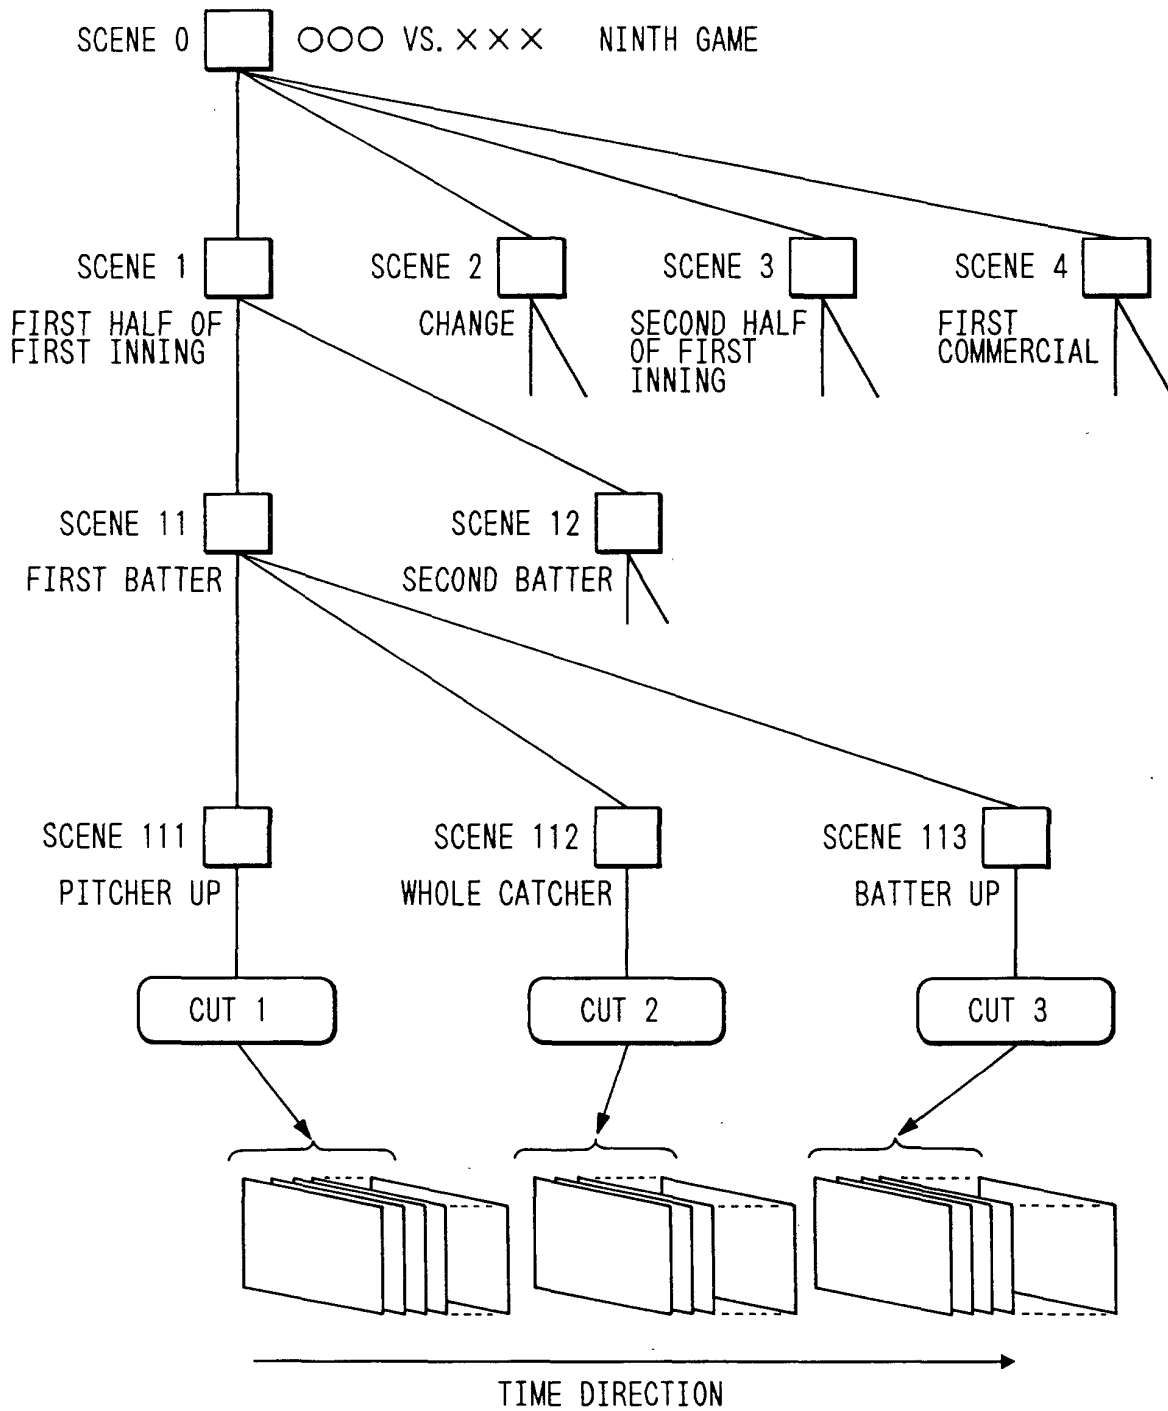 SCENE 0 ○○○ VS. ××× NINTH GAME
SCENE 1
FIRST HALF OF
FIRST INNING
SCENE 2
CHANGE
SCENE 3
SECOND HALF
OF FIRST
INNING
SCENE 4
FIRST
COMMERCIAL
SCENE 11
FIRST BATTER
SCENE 12
SECOND BATTER
SCENE 111
PITCHER UP
SCENE 112
WHOLE CATCHER
SCENE 113
BATTER UP
CUT 1
CUT 2
CUT 3
TIME DIRECTION